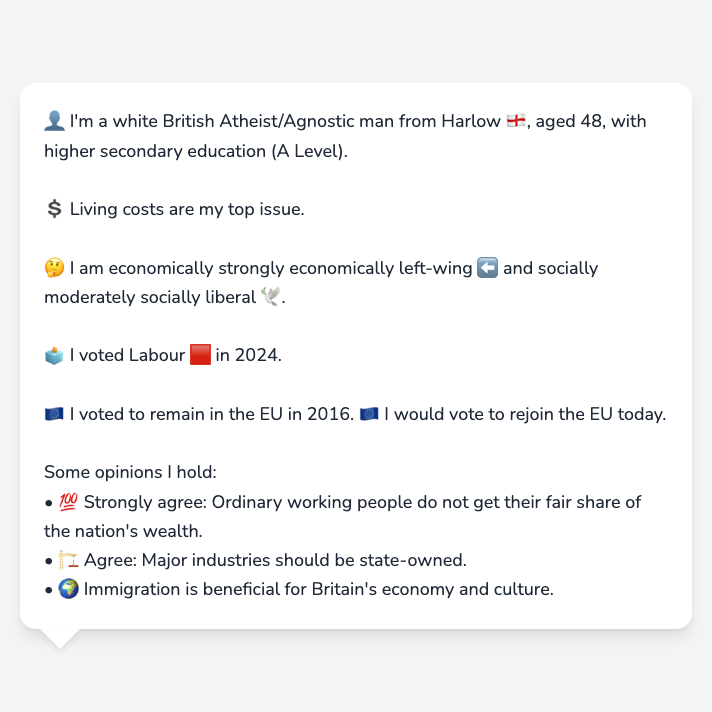 👤 I'm a white British Atheist/Agnostic man from Harlow 🏴󠁧󠁢󠁥󠁮󠁧󠁿, aged 48, with
higher secondary education (A Level).
💲 Living costs are my top issue.
🤔 I am economically strongly economically left-wing ⬅️ and socially
moderately socially liberal 🕊️.
🗳️ I voted Labour 🟥 in 2024.
🇪🇺 I voted to remain in the EU in 2016. 🇪🇺 I would vote to rejoin the EU today.
Some opinions I hold:
• 💯 Strongly agree: Ordinary working people do not get their fair share of
the nation's wealth.
• 🏗️ Agree: Major industries should be state-owned.
• 🌍 Immigration is beneficial for Britain's economy and culture.